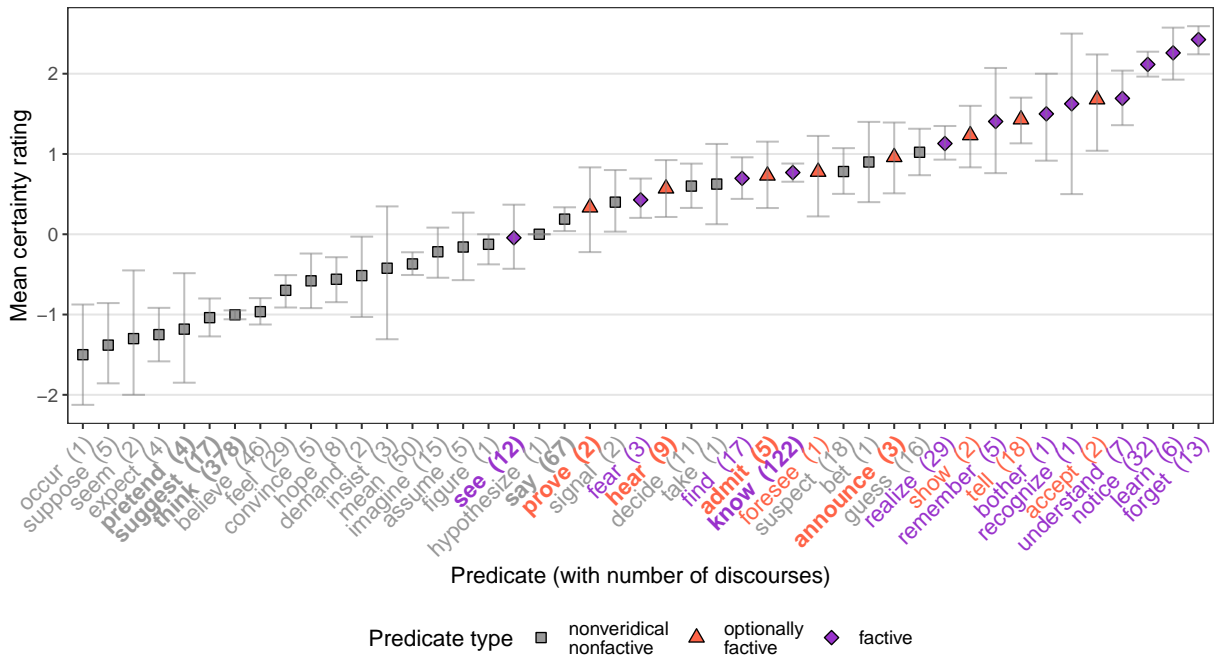 Mean certainty rating
2
1
0
−1
−2
occur (1)
suppose (5)
seem (2)
expect (4)
pretend (4)
suggest (17)
think (378)
believe (46)
feel (29)
convince (5)
hope (8)
demand (2)
insist (3)
mean (50)
imagine (15)
assume (5)
figure (1)
see (12)
hypothesize (1)
say (67)
prove (2)
signal (2)
fear (3)
hear (9)
decide (11)
take (1)
find (17)
admit (5)
know (122)
foresee (1)
suspect (18)
bet (1)
announce (3)
guess (16)
realize (29)
show (2)
remember (5)
tell (18)
bother (1)
recognize (1)
accept (2)
understand (7)
notice (32)
learn (6)
forget (13)
Predicate (with number of discourses)
Predicate type
nonveridical
nonfactive
optionally
factive
factive